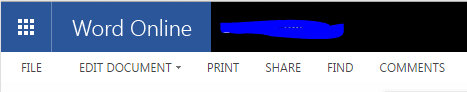 Word Online
FILE EDIT DOCUMENT PRINT SHARE FIND COMMENTS